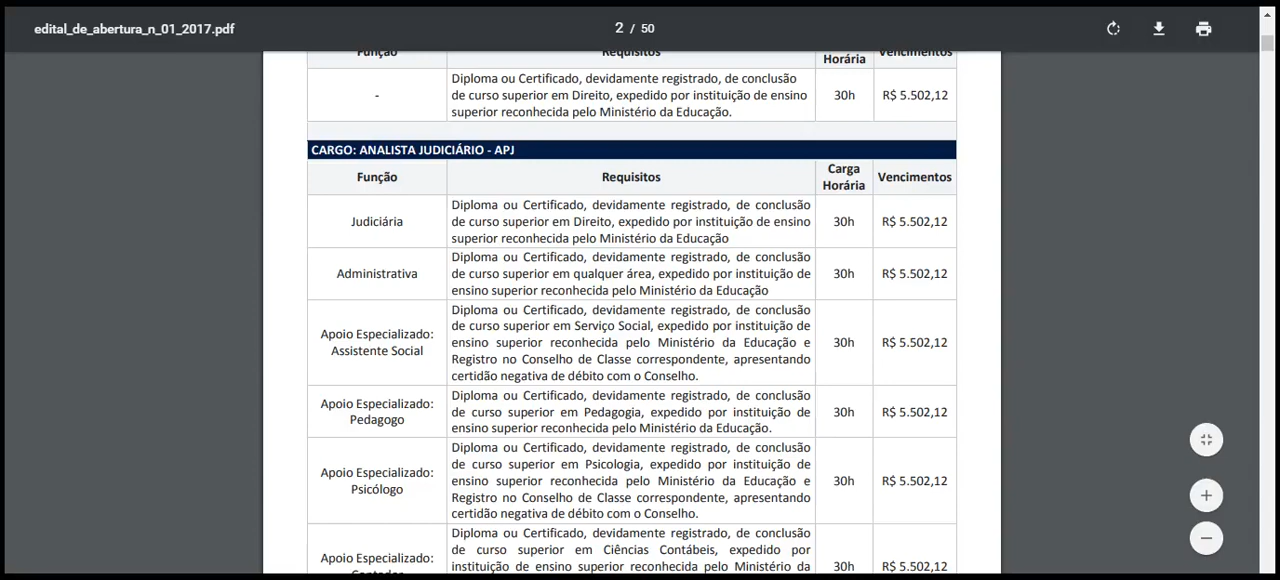 edital_de_abertura_n_01_2017.pdf
2 / 50
Função
Requisitos
Horária
Vencimentos
-
Diploma ou Certificado, devidamente registrado, de conclusão
de curso superior em Direito, expedido por instituição de ensino
superior reconhecida pelo Ministério da Educação.
30h
R$ 5.502,12
CARGO: ANALISTA JUDICIÁRIO - APJ
Função
Requisitos
Carga
Horária
Vencimentos
Judiciária
Diploma ou Certificado, devidamente registrado, de conclusão
de curso superior em Direito, expedido por instituição de ensino
superior reconhecida pelo Ministério da Educação
30h
R$ 5.502,12
Administrativa
Diploma ou Certificado, devidamente registrado, de conclusão
de curso superior em qualquer área, expedido por instituição de
ensino superior reconhecida pelo Ministério da Educação
30h
R$ 5.502,12
Apoio Especializado:
Assistente Social
Diploma ou Certificado, devidamente registrado, de conclusão
de curso superior em Serviço Social, expedido por instituição de
ensino superior reconhecida pelo Ministério da Educação e
Registro no Conselho de Classe correspondente, apresentando
certidão negativa de débito com o Conselho.
30h
R$ 5.502,12
Apoio Especializado:
Pedagogo
Diploma ou Certificado, devidamente registrado, de conclusão
de curso superior em Pedagogia, expedido por instituição de
ensino superior reconhecida pelo Ministério da Educação.
30h
R$ 5.502,12
Apoio Especializado:
Psicólogo
Diploma ou Certificado, devidamente registrado, de conclusão
de curso superior em Psicologia, expedido por instituição de
ensino superior reconhecida pelo Ministério da Educação e
Registro no Conselho de Classe correspondente, apresentando
certidão negativa de débito com o Conselho.
30h
R$ 5.502,12
Apoio Especializado:
Contador
Diploma ou Certificado, devidamente registrado, de conclusão
de curso superior em Ciências Contábeis, expedido por
instituição de ensino superior reconhecida pelo Ministério da
30h
R$ 5.502,12